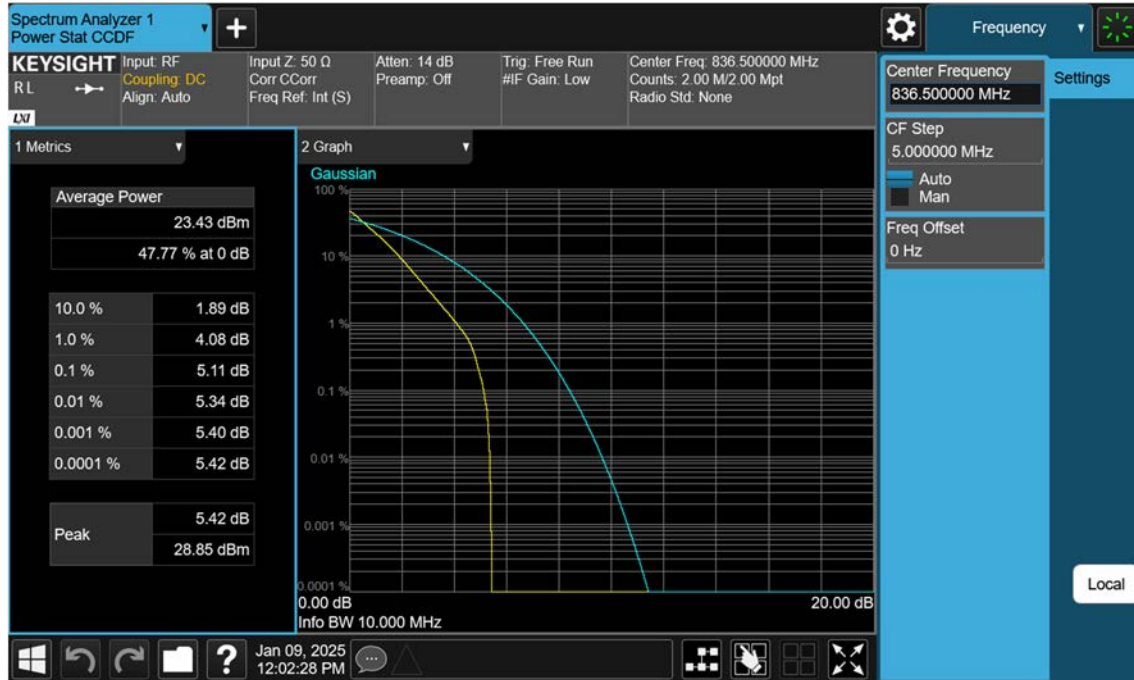 Spectrum Analyzer 1
Power Stat CCDF
Frequency
KEYSIGHT
R L
LXI
Input: RF
Coupling: DC
Align: Auto
Input Z: 50 Ω
Corr CCorr
Freq Ref: Int (S)
Atten: 14 dB
Preamp: Off
Trig: Free Run
#IF Gain: Low
Center Freq: 836.500000 MHz
Counts: 2.00 M/2.00 Mpt
Radio Std: None
Center Frequency
836.500000 MHz
Settings
CF Step
5.000000 MHz
Auto
Man
Freq Offset
0 Hz
1 Metrics
Average Power
23.43 dBm
47.77 % at 0 dB
10.0 % 1.89 dB
1.0 % 4.08 dB
0.1 % 5.11 dB
0.01 % 5.34 dB
0.001 % 5.40 dB
0.0001 % 5.42 dB
Peak
5.42 dB
28.85 dBm
2 Graph
Gaussian
100 %
10 %
1 %
0.1 %
0.01 %
0.001 %
0.0001 %
0.00 dB 20.00 dB
Info BW 10.000 MHz
Local
?
Jan 09, 2025
12:02:28 PM